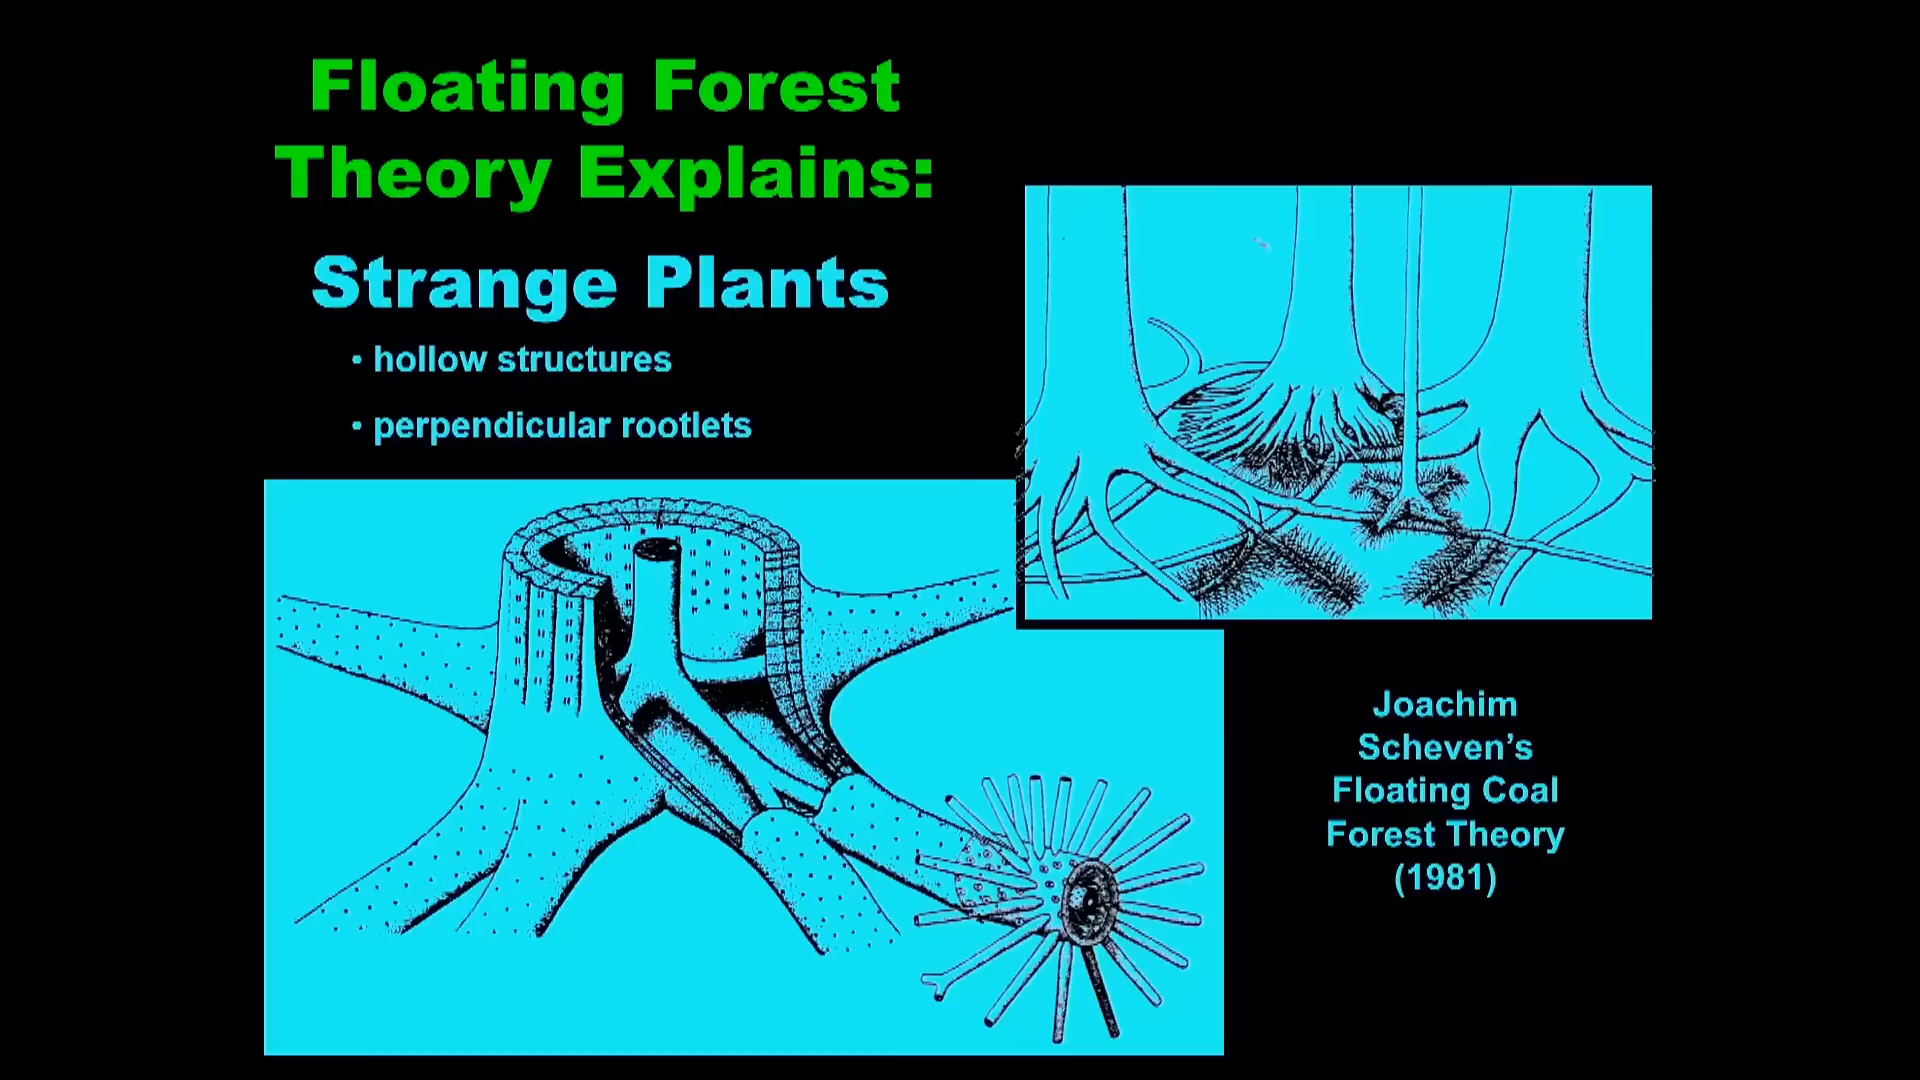 Floating Forest
Theory Explains:
Strange Plants
• hollow structures
• perpendicular rootlets
Joachim
Scheven’s
Floating Coal
Forest Theory
(1981)